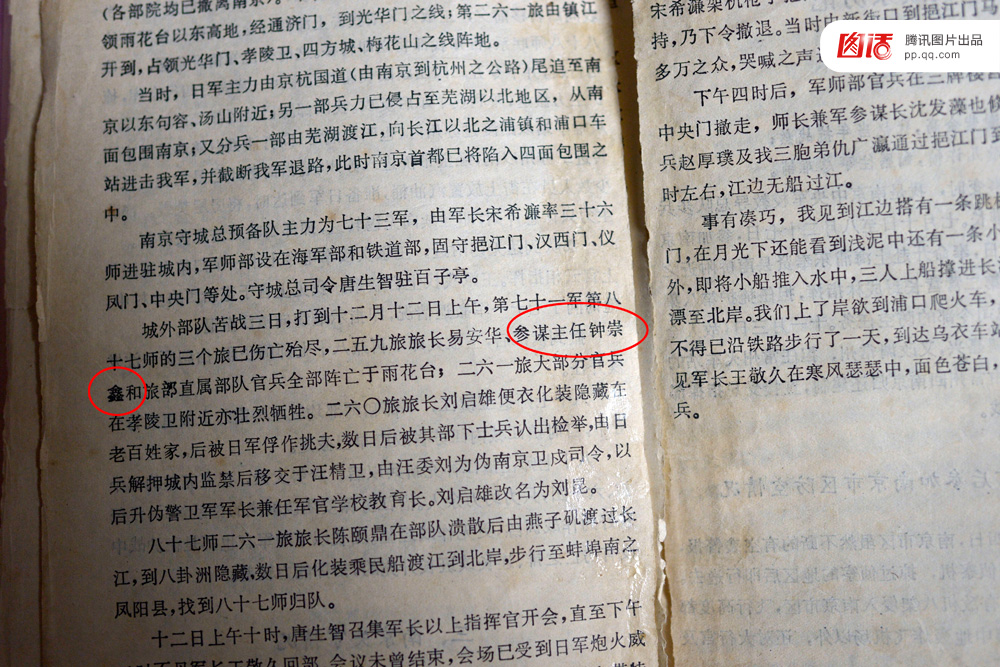 (各部院均已撤离南京)。
领雨花台以东高地,经通济门,到光华门之线;第二六一旅由镇江
开到,占领光华门、孝陵卫、四方城、梅花山之线阵地。
当时,日军主力由京杭国道(由南京到杭州之公路)尾追至南
京以东句容、汤山附近;另一部兵力已侵占至芜湖以北地区,从南
面包围南京;又分兵一部由芜湖渡江,向长江以北之浦镇和浦口车
站进击我军,并截断我军退路,此时南京首都已将陷入四面包围之
中。
南京守城总预备队主力为七十三军,由军长宋希濂率三十六
师进驻城内,军师部设在海军部和铁道部,固守挹江门、汉西门、仪
凤门、中央门等处。守城总司令唐生智驻百子亭。
城外部队苦战三日,打到十二月十二日上午,第七十一军第八
十七师的三个旅已伤亡殆尽,二五九旅旅长易安华、参谋主任钟崇
鑫和旅部直属部队官兵全部阵亡于雨花台;二六一旅大部分官兵
在孝陵卫附近亦壮烈牺牲。二六〇旅旅长刘启雄便衣化装隐藏在
老百姓家,后被日军俘作挑夫,数日后被其部下士兵认出检举,由日
兵解押城内监禁后移交于汪精卫,由汪委刘为伪南京卫戍司令,以
后升伪警卫军军长兼任军官学校教育长。刘启雄改名为刘昆。
八十七师二六一旅旅长陈颐鼎在部队溃散后由燕子矶渡过长
江,到八卦洲隐藏,数日后化装乘民船渡江到北岸,步行至蚌埠南之
凤阳县,找到八十七师归队。
十二日上午十时,唐生智召集军长以上指挥官开会,直至下午
军长王敬久回部,会议未曾结束,会场已受到日军炮火威
宋希濂架机枪
持,乃下令撤退。当时由新街口到挹江门马
多万之众,哭喊之声
下午四时后,军师部官兵在三牌楼
中央门撤走,师长兼军参谋长沈发藻也
兵赵厚璞及我三胞弟仇广瀛通过挹江门
时左右,江边无船过江。
事有凑巧,我见到江边搭有一条跳
门,在月光下还能看到浅泥中还有一条小
外,即将小船推入水中,三人上船撑进长
漂至北岸。我们上了岸欲到浦口爬火车,
不得已沿铁路步行了一天,到达乌衣车站
见军长王敬久在寒风瑟瑟中,面色苍白,
兵。
图话
腾讯图片出品
pp.qq.com